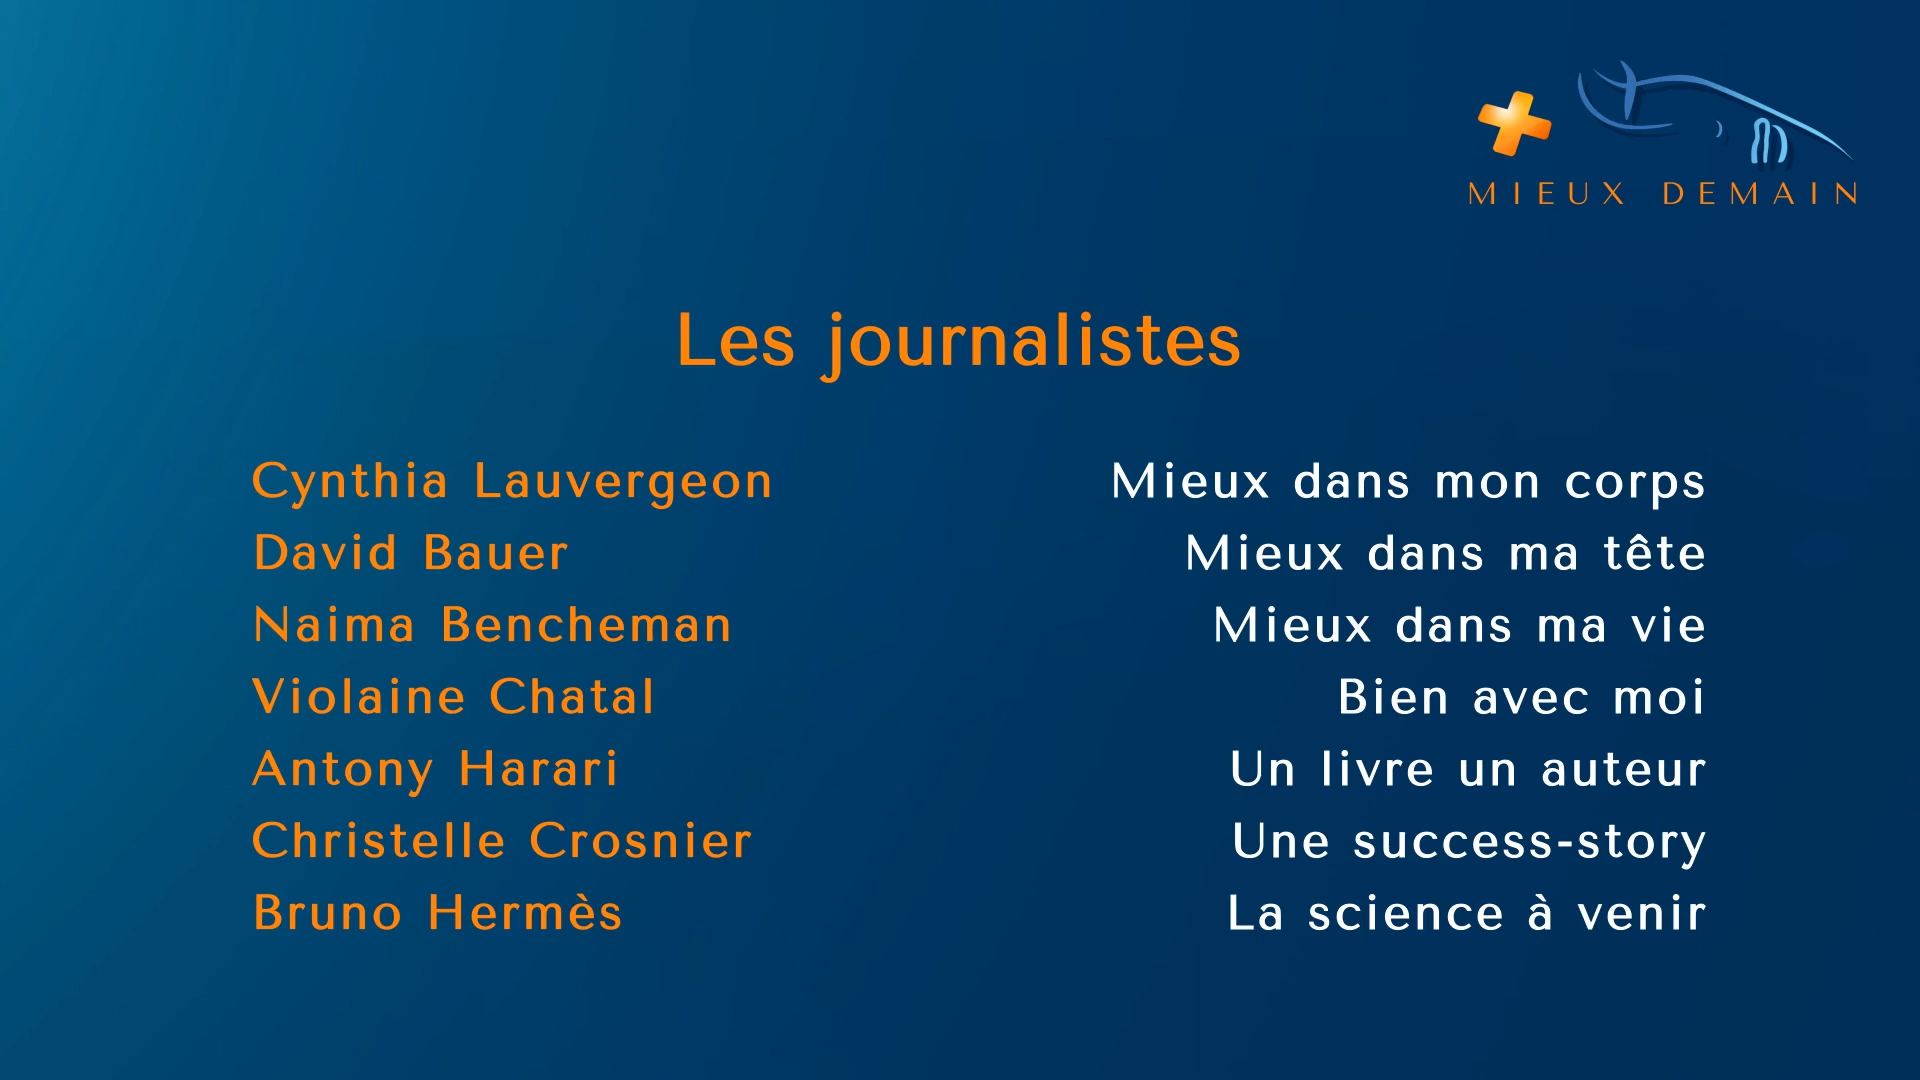 MIEUX DEMAIN
Les journalistes
Cynthia Lauvergeon Mieux dans mon corps
David Bauer Mieux dans ma tête
Naima Bencheman Mieux dans ma vie
Violaine Chatal Bien avec moi
Antony Harari Un livre un auteur
Christelle Crosnier Une success-story
Bruno Hermès La science à venir